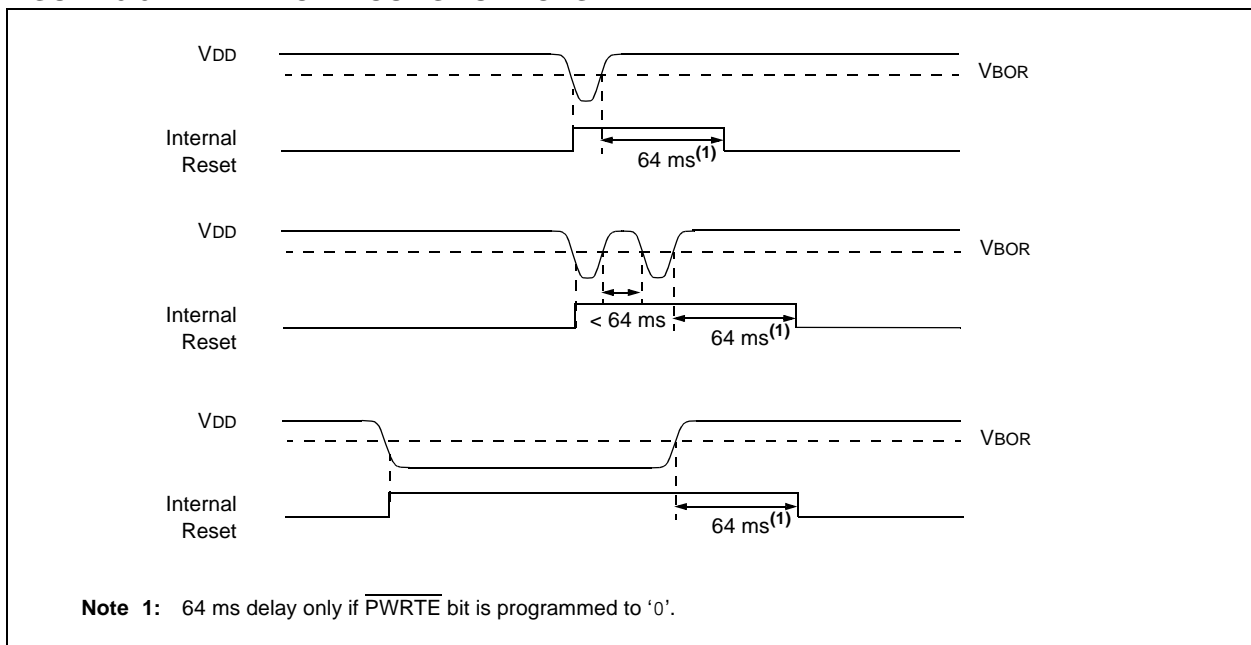 VDD
VBOR
Internal
Reset
64 ms(1)
VDD
VBOR
Internal
Reset
< 64 ms
64 ms(1)
VDD
VBOR
Internal
Reset
64 ms(1)
Note 1: 64 ms delay only if PWRTE bit is programmed to ‘0’.